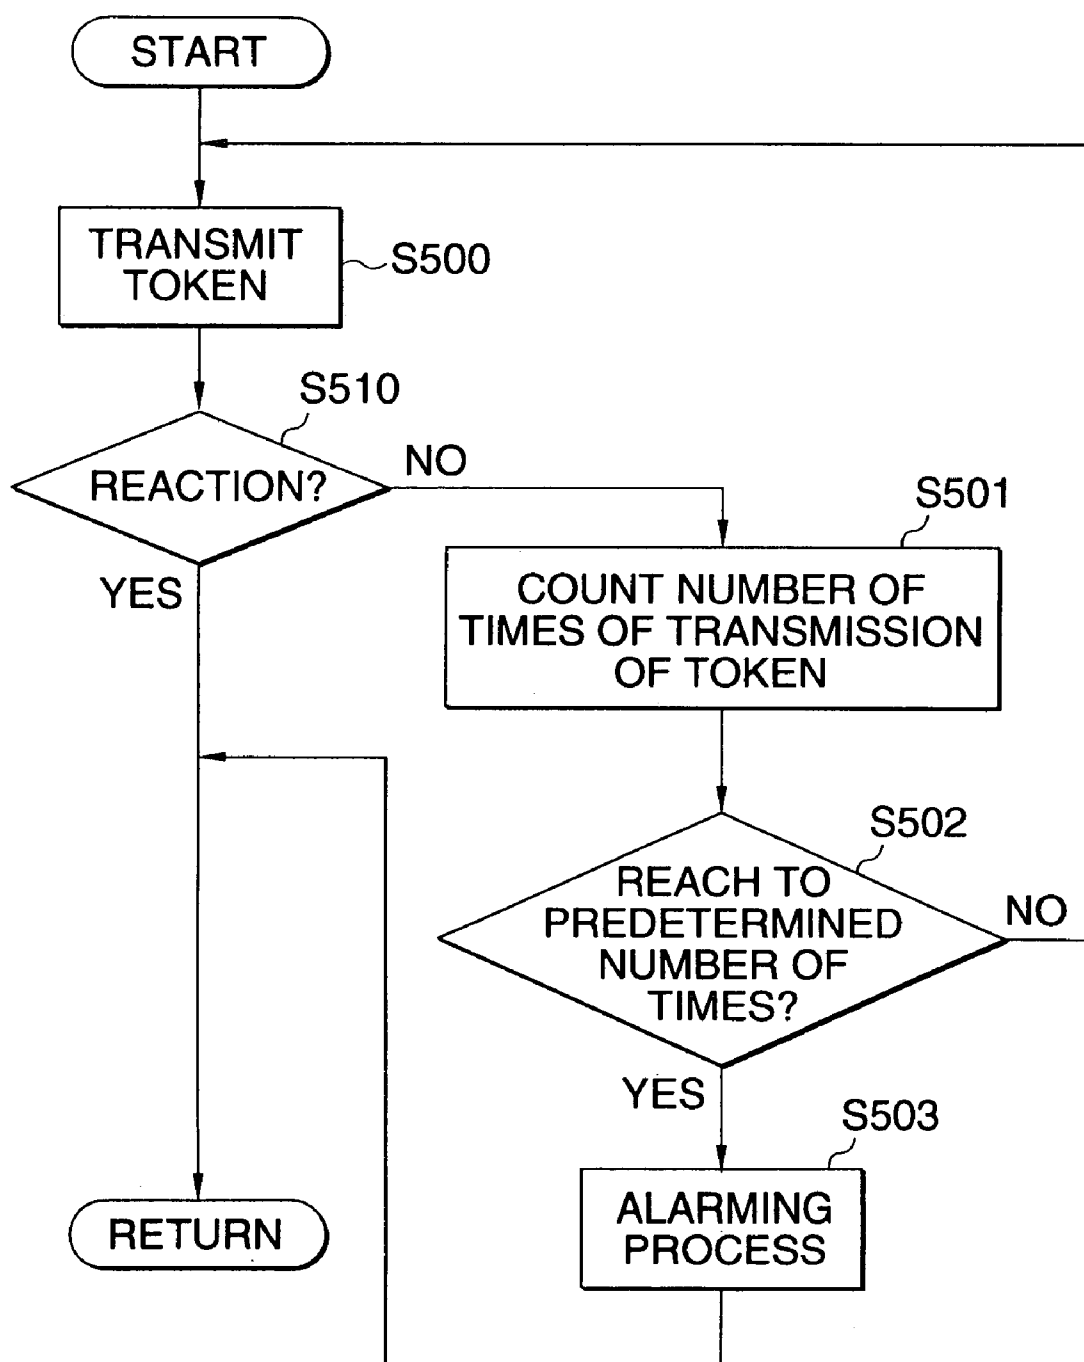 START
TRANSMIT
TOKEN
S500
S510
REACTION?
NO
YES
S501
COUNT NUMBER OF
TIMES OF TRANSMISSION
OF TOKEN
S502
REACH TO
PREDETERMINED
NUMBER OF
TIMES?
NO
YES
S503
ALARMING
PROCESS
RETURN